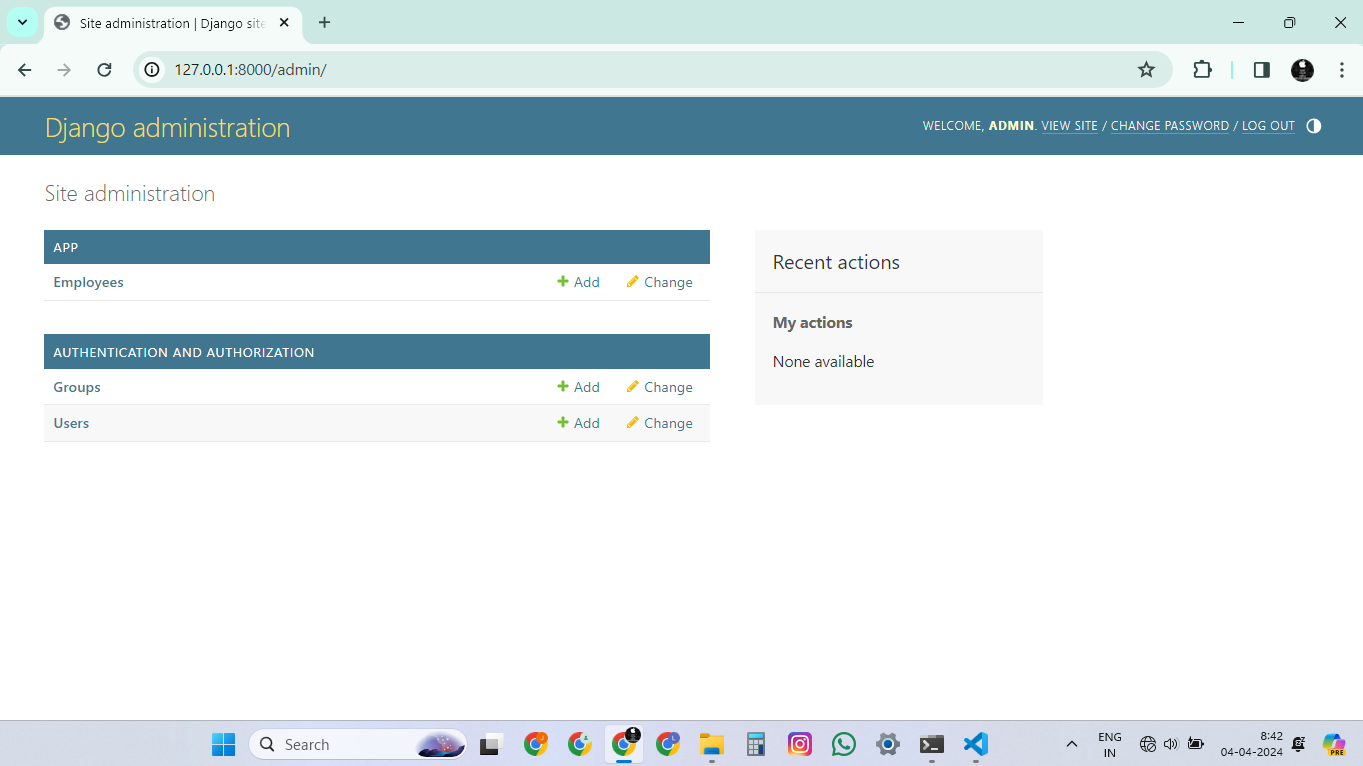 Site administration | Django site
127.0.0.1:8000/admin/
Django administration
WELCOME, ADMIN. VIEW SITE / CHANGE PASSWORD / LOG OUT
Site administration
APP
Employees Add Change
AUTHENTICATION AND AUTHORIZATION
Groups Add Change
Users Add Change
Recent actions
My actions
None available
Search
ENG
IN
8:42
04-04-2024
PRE